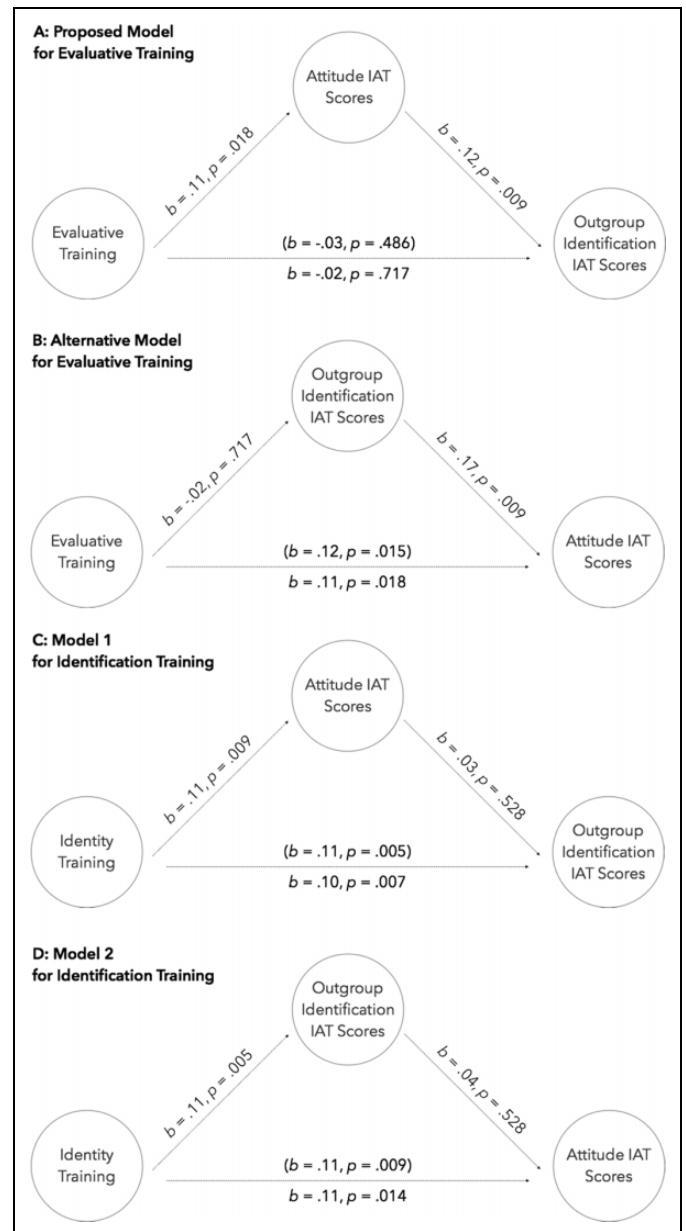 A: Proposed Model
for Evaluative Training
Attitude IAT
Scores
b = .11, p = .018
b = .12, p = .009
Evaluative
Training
(b = -.03, p = .486)
b = -.02, p = .717
Outgroup
Identification
IAT Scores
B: Alternative Model
for Evaluative Training
Outgroup
Identification
IAT Scores
b = -.02, p = .717
b = .17, p = .009
Evaluative
Training
(b = .12, p = .015)
b = .11, p = .018
Attitude IAT
Scores
C: Model 1
for Identification Training
Attitude IAT
Scores
b = .11, p = .009
b = .03, p = .528
Identity
Training
(b = .11, p = .005)
b = .10, p = .007
Outgroup
Identification
IAT Scores
D: Model 2
for Identification Training
Outgroup
Identification
IAT Scores
b = .11, p = .005
b = .04, p = .528
Identity
Training
(b = .11, p = .009)
b = .11, p = .014
Attitude IAT
Scores